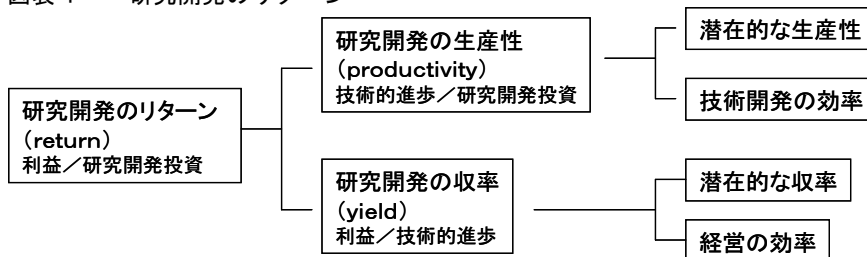 研究開発のリターン
(return)
利益／研究開発投資
研究開発の生産性
(productivity)
技術的進歩／研究開発投資
潜在的な生産性
技術開発の効率
研究開発の収率
(yield)
利益／技術的進歩
潜在的な収率
経営の効率